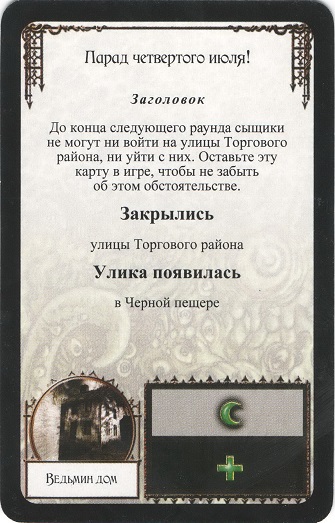 Парад четвертого июля!
Заголовок
До конца следующего раунда сыщики
не могут ни войти на улицы Торгового
района, ни уйти с них. Оставьте эту
карту в игре, чтобы не забыть
об этом обстоятельстве.
Закрылись
улицы Торгового района
Улика появилась
в Черной пещере
Ведьмин дом